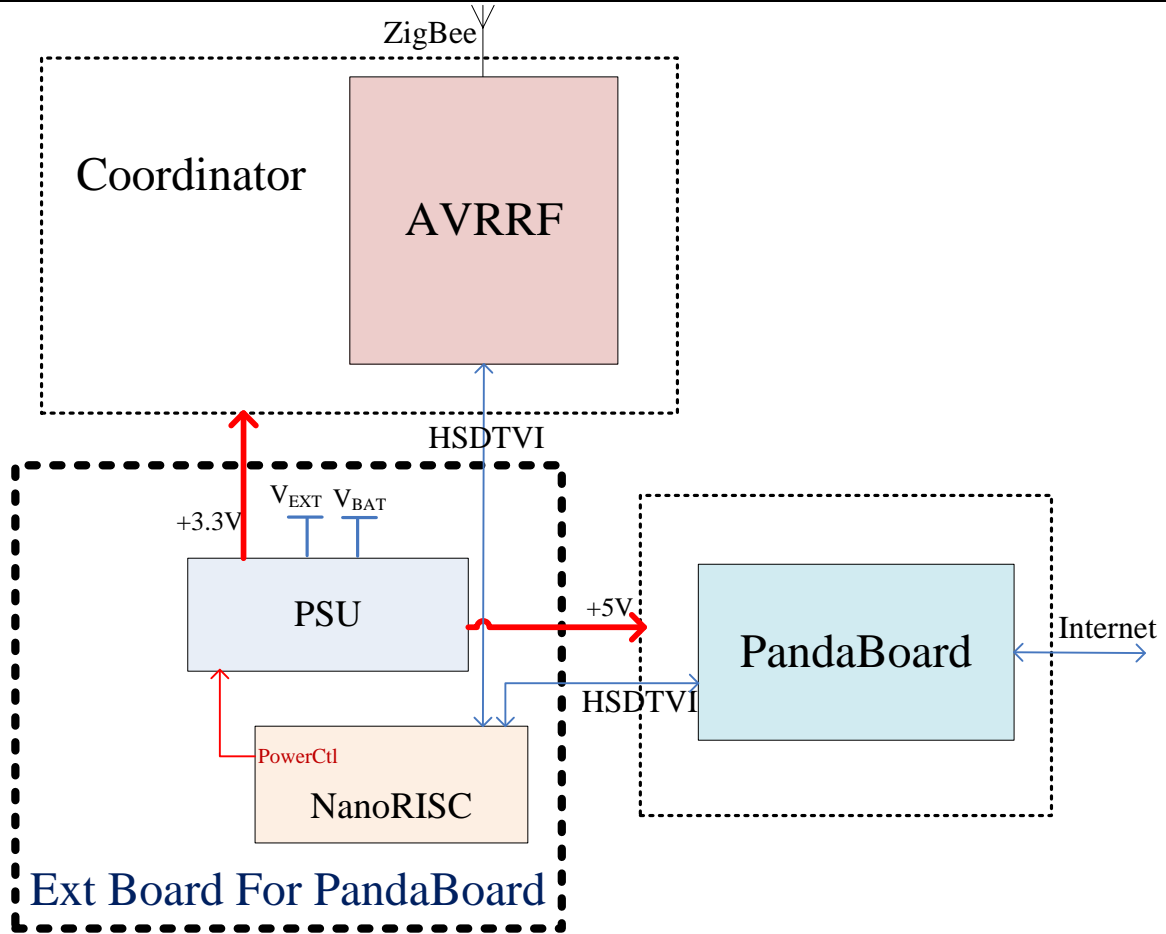 ZigBee
Coordinator
AVRRF
HSDTVI
VEXT
VBAT
+3.3V
PSU
+5V
Internet
PandaBoard
HSDTVI
PowerCtl
NanoRISC
Ext Board For PandaBoard